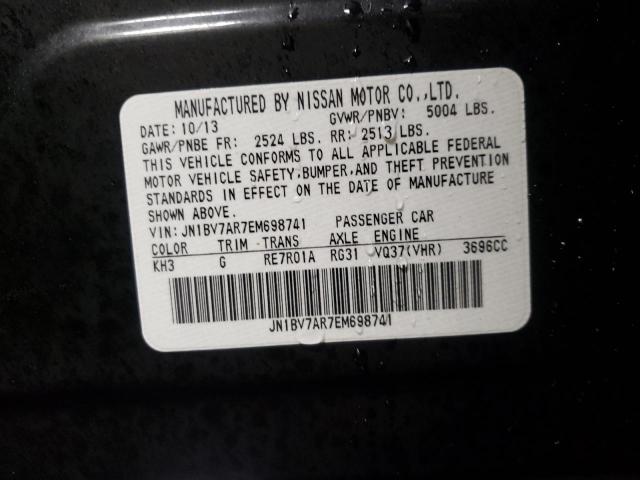 MANUFACTURED BY NISSAN MOTOR CO.,LTD.
DATE: 10/13 GVWR/PNBV: 5004 LBS.
GAWR/PNBE FR: 2524 LBS. RR: 2513 LBS.
THIS VEHICLE CONFORMS TO ALL APPLICABLE FEDERAL
MOTOR VEHICLE SAFETY,BUMPER,AND THEFT PREVENTION
STANDARDS IN EFFECT ON THE DATE OF MANUFACTURE
SHOWN ABOVE.
VIN: JN1BV7AR7EM698741 PASSENGER CAR
COLOR TRIM TRANS AXLE ENGINE
KH3 G RE7R01A RG31 VQ37(VHR) 3696CC
JN1BV7AR7EM698741